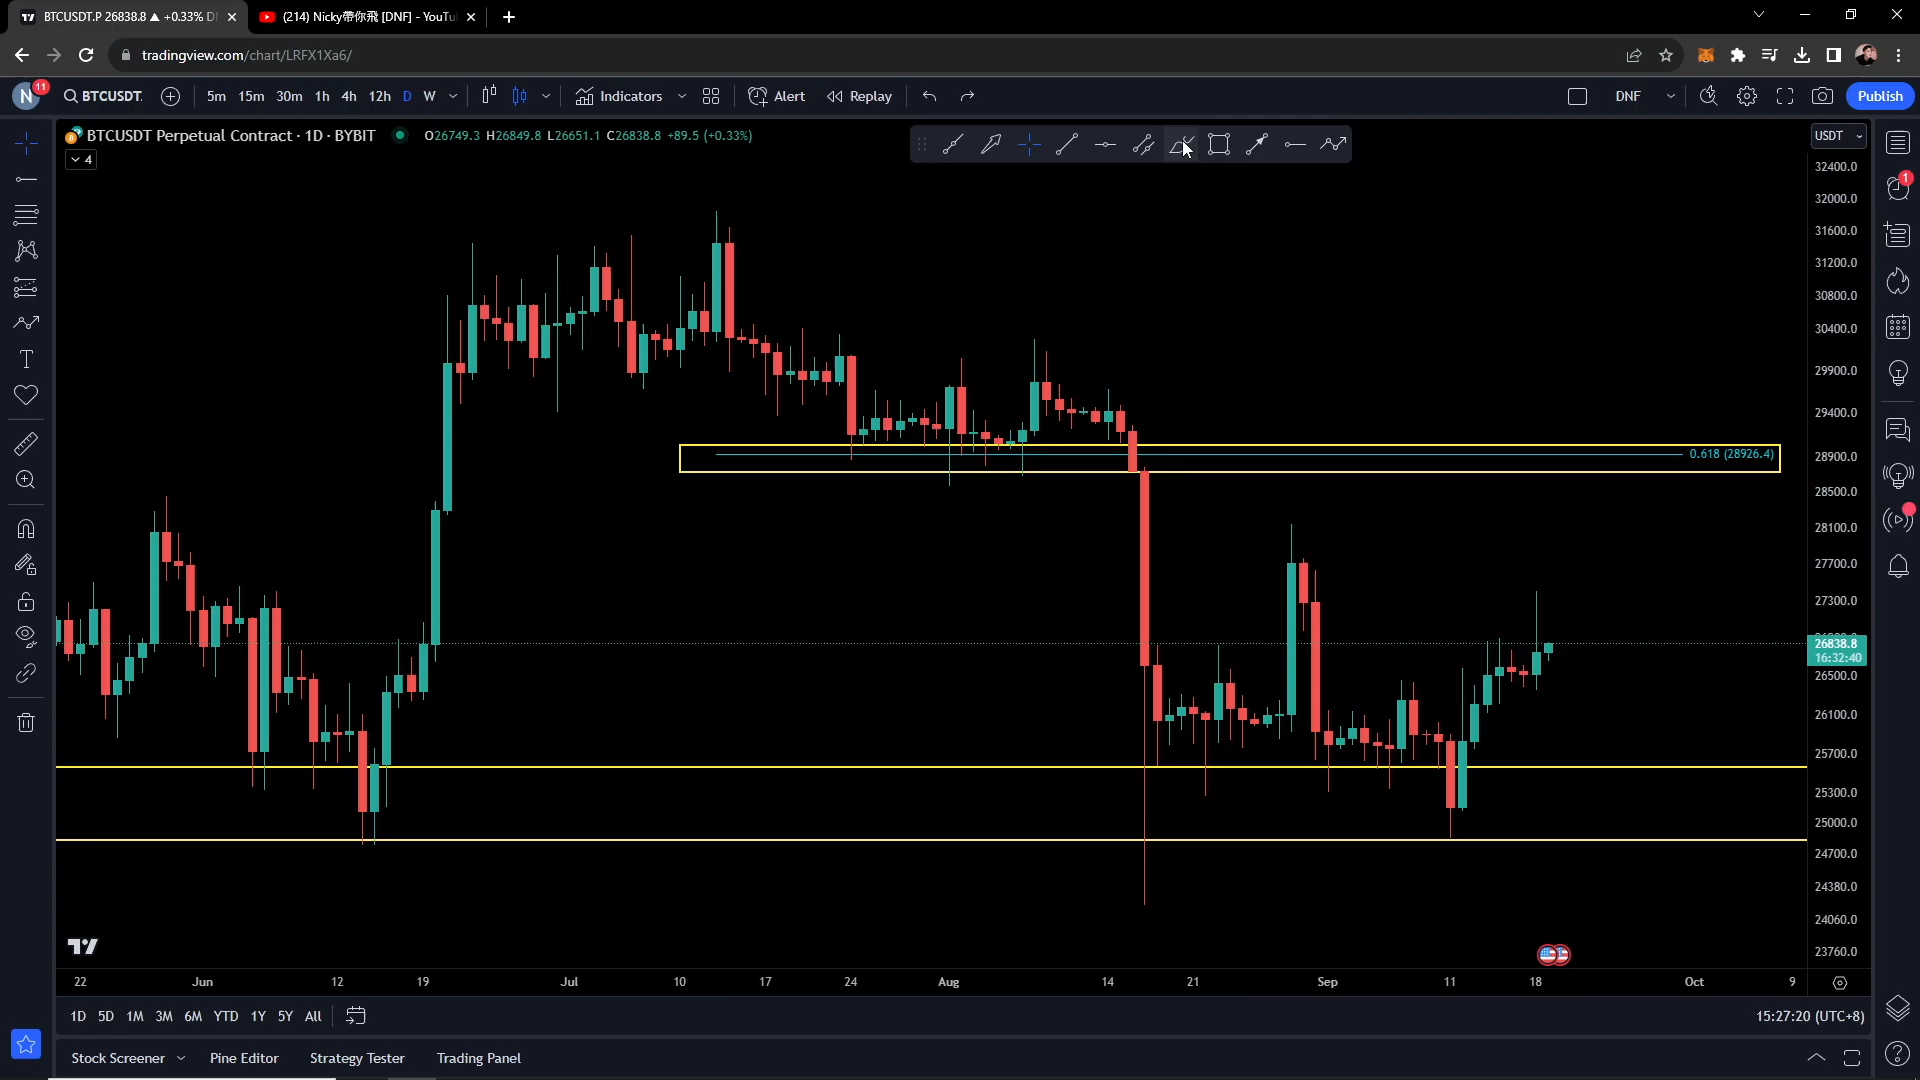 BTCUSDT.P 26838.8 ▲ +0.33% D
(214) Nicky帶你飛 [DNF] - YouTu
tradingview.com/chart/LRFX1Xa6/
N 11 BTCUSDT. 5m 15m 30m 1h 4h 12h D W Indicators Alert Replay DNF Publish
BTCUSDT Perpetual Contract · 1D · BYBIT O26749.3 H26849.8 L26651.1 C26838.8 +89.5 (+0.33%)
USDT
4
32400.0
1
32000.0
31600.0
31200.0
30800.0
30400.0
29900.0
29400.0
0.618 (28926.4)
28900.0
28500.0
28100.0
27700.0
27300.0
26838.8
16:32:40
26500.0
26100.0
25700.0
25300.0
25000.0
24700.0
24380.0
24060.0
23760.0
22 Jun 12 19 Jul 10 17 24 Aug 14 21 Sep 11 18 Oct 9
1D 5D 1M 3M 6M YTD 1Y 5Y All
15:27:20 (UTC+8)
Stock Screener Pine Editor Strategy Tester Trading Panel